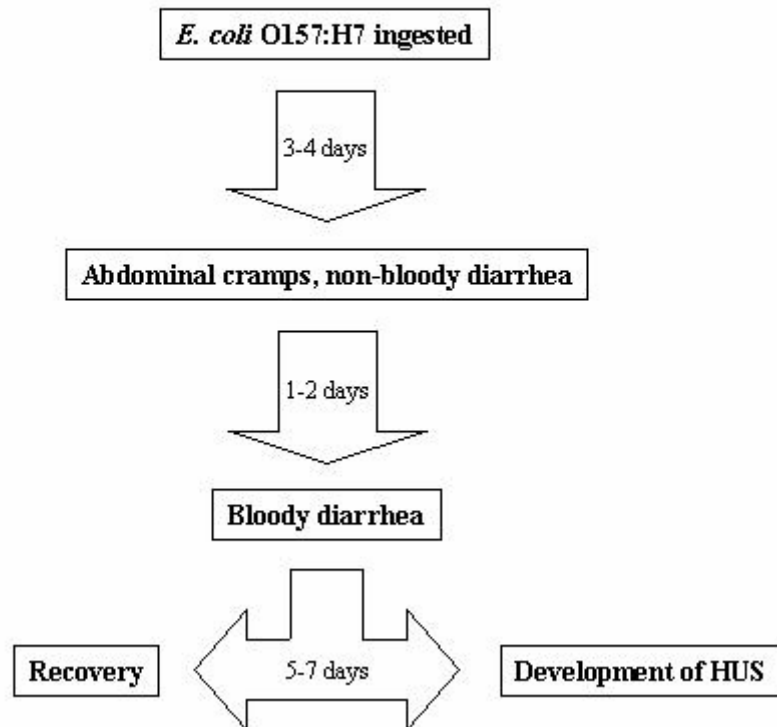 E. coli O157:H7 ingested
3-4 days
Abdominal cramps, non-bloody diarrhea
1-2 days
Bloody diarrhea
Recovery
5-7 days
Development of HUS